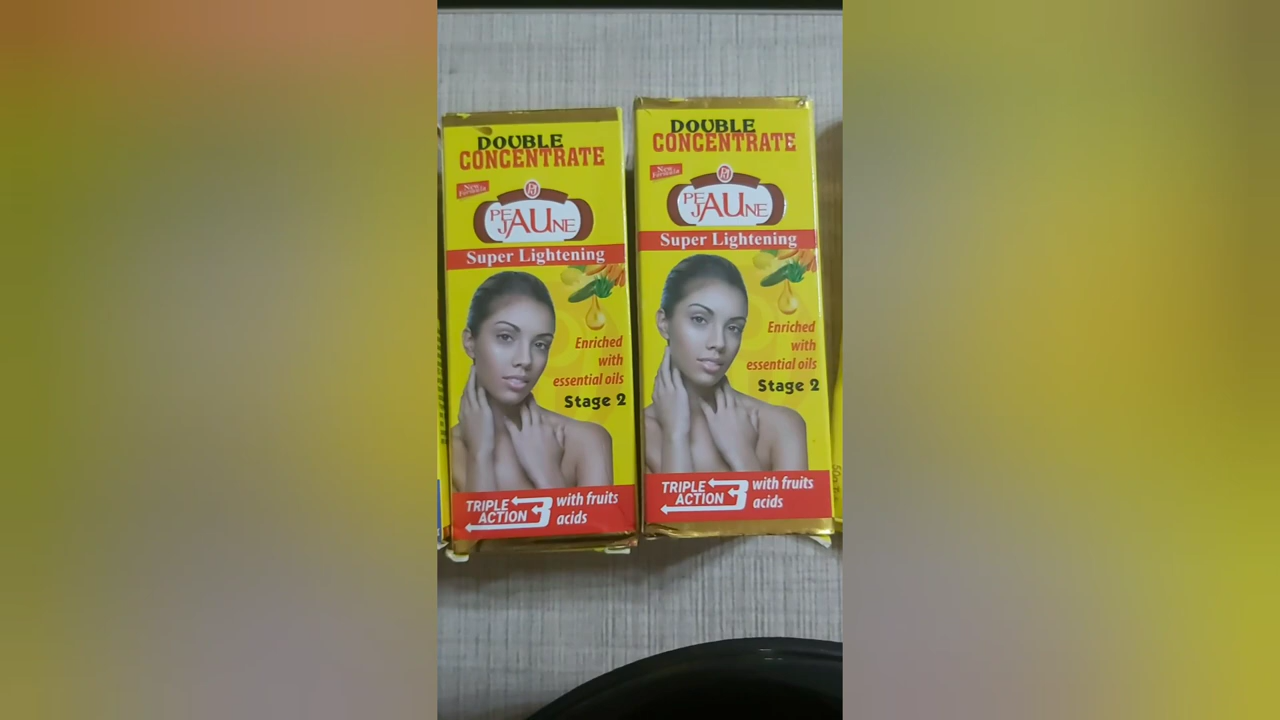 DOUBLE
CONCENTRATE
New
Formula
PJ
PE
JAUNE
Super Lightening
Enriched
with
essential oils
Stage 2
TRIPLE
ACTION 3
with fruits
acids
DOUBLE
CONCENTRATE
New
Formula
PJ
PE
JAUNE
Super Lightening
Enriched
with
essential oils
Stage 2
TRIPLE
ACTION 3
with fruits
acids